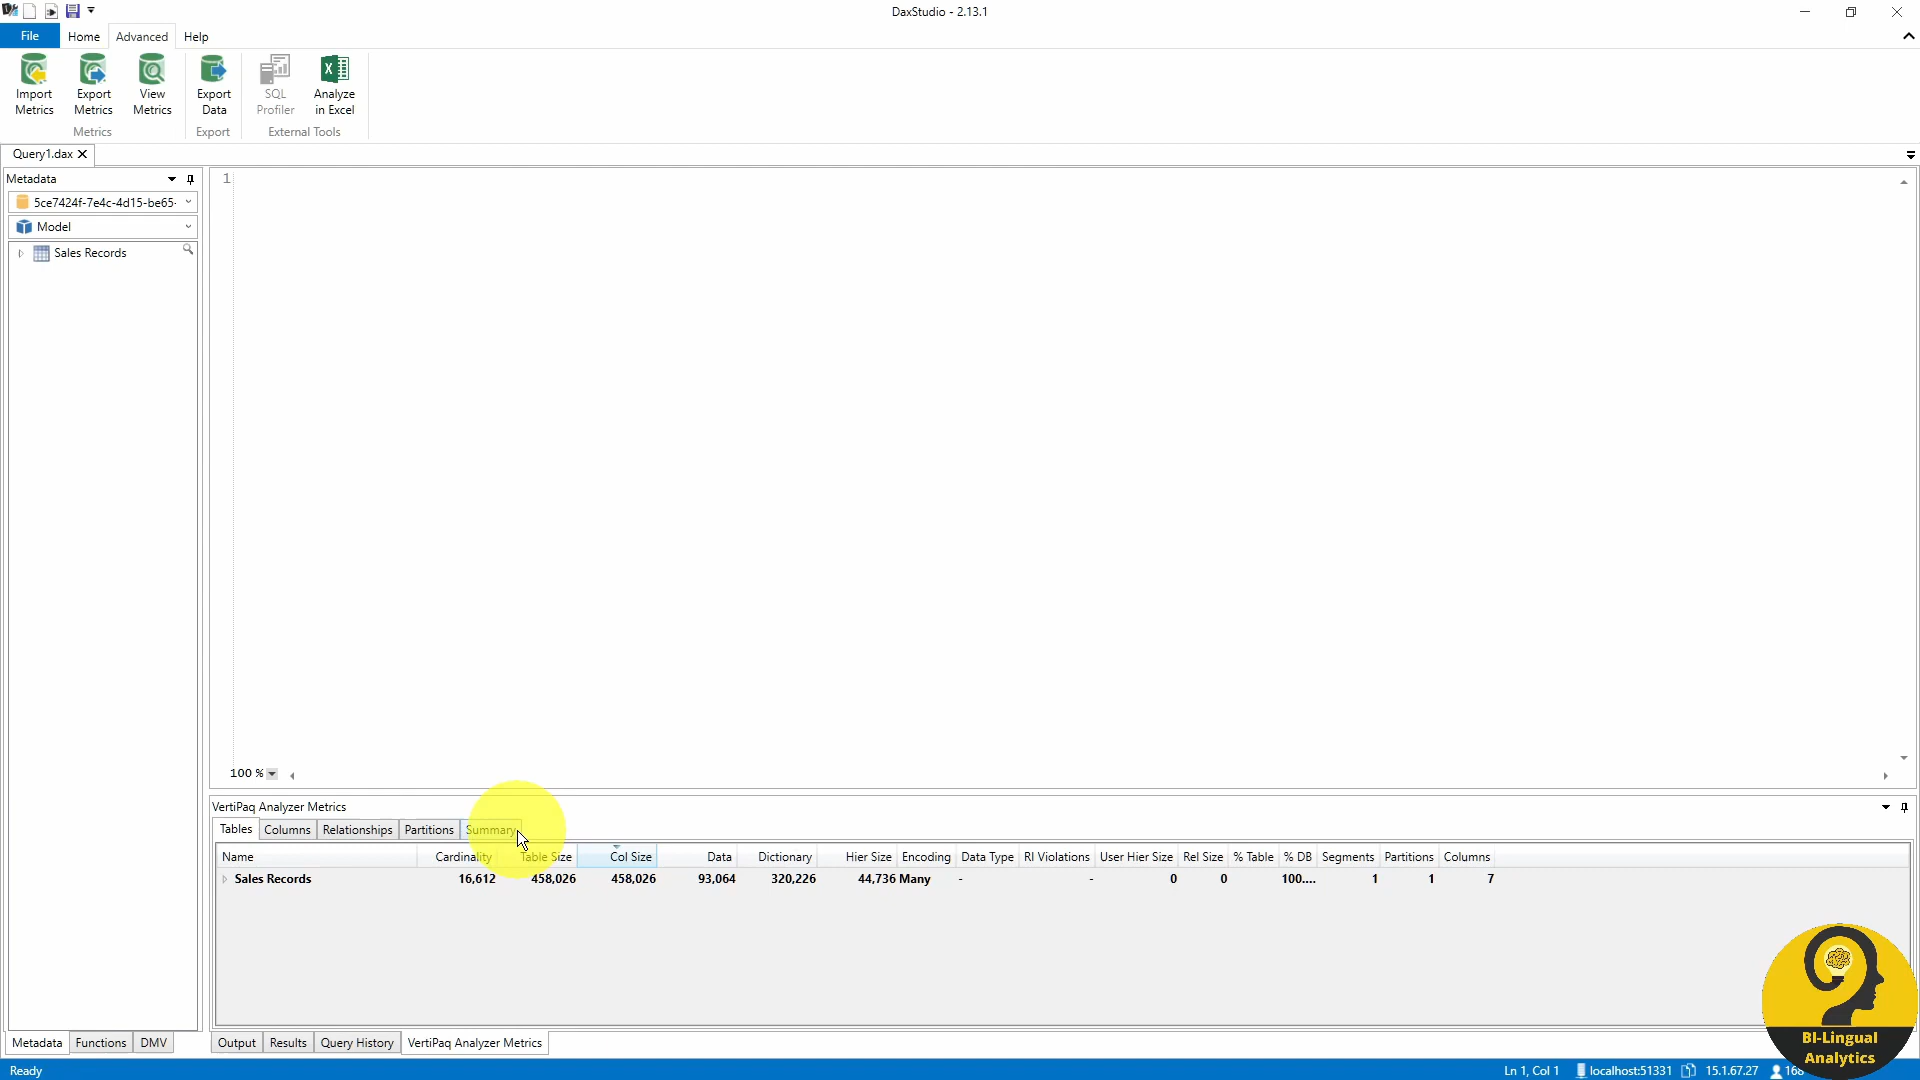 DaxStudio - 2.13.1
File Home Advanced Help
Import Metrics
Export Metrics
View Metrics
Export Data
SQL Profiler
Analyze in Excel
Metrics Export External Tools
Query1.dax
Metadata
5ce7424f-7e4c-4d15-be65-
Model
Sales Records
1
100 %
VertiPaq Analyzer Metrics
Tables Columns Relationships Partitions Summary
Name Cardinality Table Size Col Size Data Dictionary Hier Size Encoding Data Type RI Violations User Hier Size Rel Size % Table % DB Segments Partitions Columns
Sales Records 16,612 458,026 458,026 93,064 320,226 44,736 Many - - 0 0 100.... 1 1 7
Metadata Functions DMV
Output Results Query History VertiPaq Analyzer Metrics
Ready Ln 1, Col 1 localhost:51331 15.1.67.27 168
BI-Lingual
Analytics